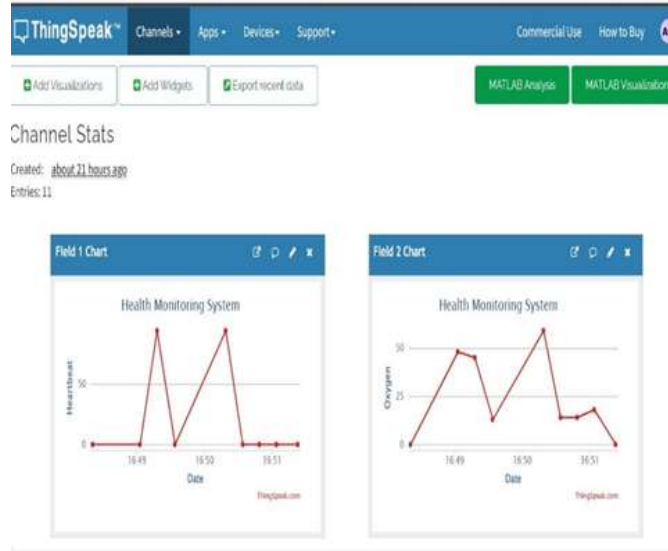 ThingSpeak™ Channels Apps Devices Support Commercial Use How to Buy
Add Visualizations Add Widgets Export recent data MATLAB Analysis MATLAB Visualization
Channel Stats
Created: about 21 hours ago
Entries: 11
Field 1 Chart
Health Monitoring System
Heartbeat
50
0
16:49 16:50 16:51
Date
ThingSpeak.com
Field 2 Chart
Health Monitoring System
Oxygen
50
25
0
16:49 16:50 16:51
Date
ThingSpeak.com